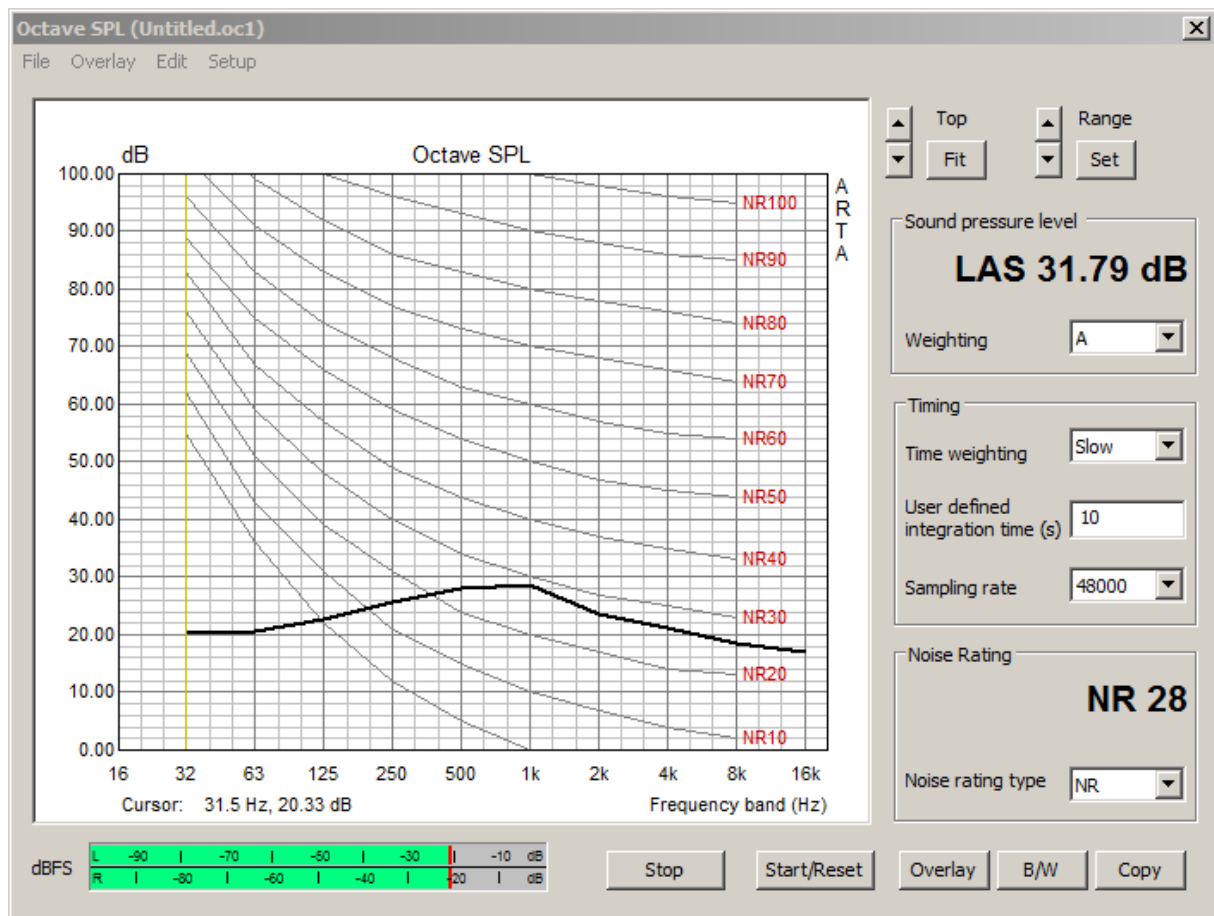 Octave SPL (Untitled.oc1)
File Overlay Edit Setup
dB
Octave SPL
100.00
90.00
80.00
70.00
60.00
50.00
40.00
30.00
20.00
10.00
0.00
NR100
NR90
NR80
NR70
NR60
NR50
NR40
NR30
NR20
NR10
A
R
T
A
16 32 63 125 250 500 1k 2k 4k 8k 16k
Cursor: 31.5 Hz, 20.33 dB
Frequency band (Hz)
Top
Fit
Range
Set
Sound pressure level
LAS 31.79 dB
Weighting A
Timing
Time weighting Slow
User defined
integration time (s) 10
Sampling rate 48000
Noise Rating
NR 28
Noise rating type NR
dBFS
L -90 -70 -50 -30 -10 dB
R -80 -60 -40 -20 dB
Stop
Start/Reset
Overlay
B/W
Copy